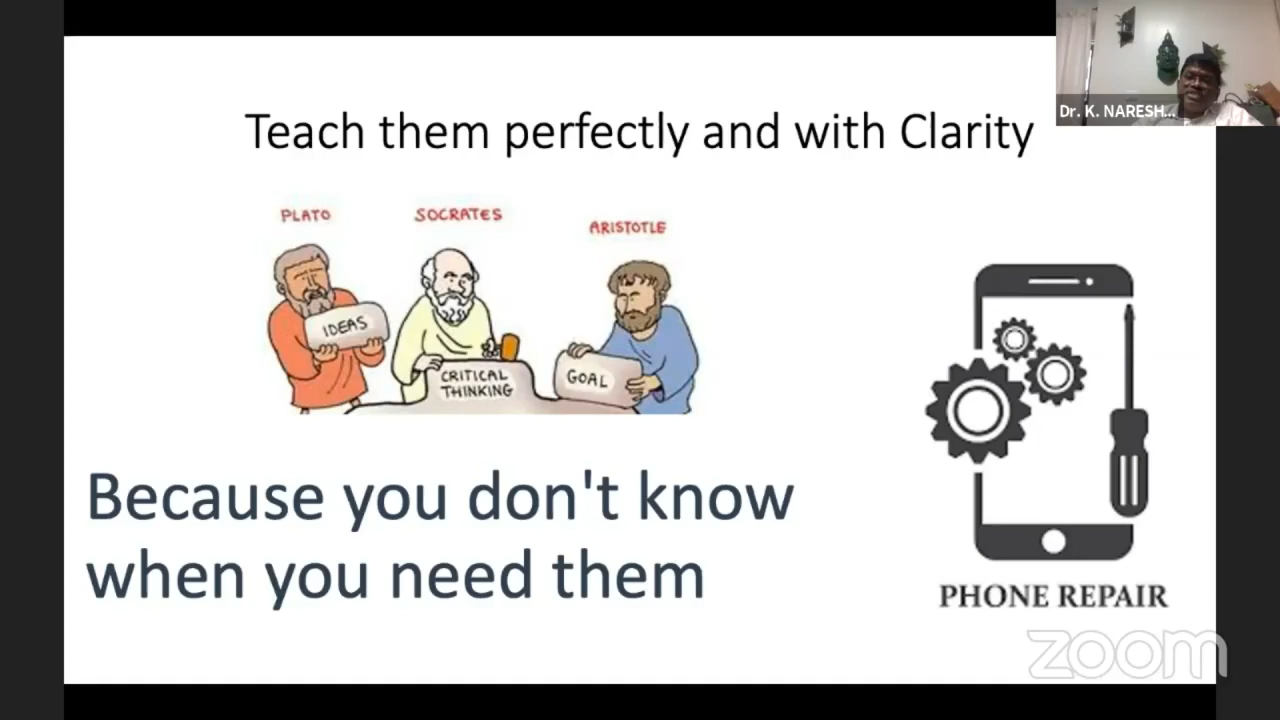 Teach them perfectly and with Clarity
Dr. K. NARESH...
PLATO
SOCRATES
ARISTOTLE
IDEAS
CRITICAL
THINKING
GOAL
Because you don't know
when you need them
PHONE REPAIR
zoom